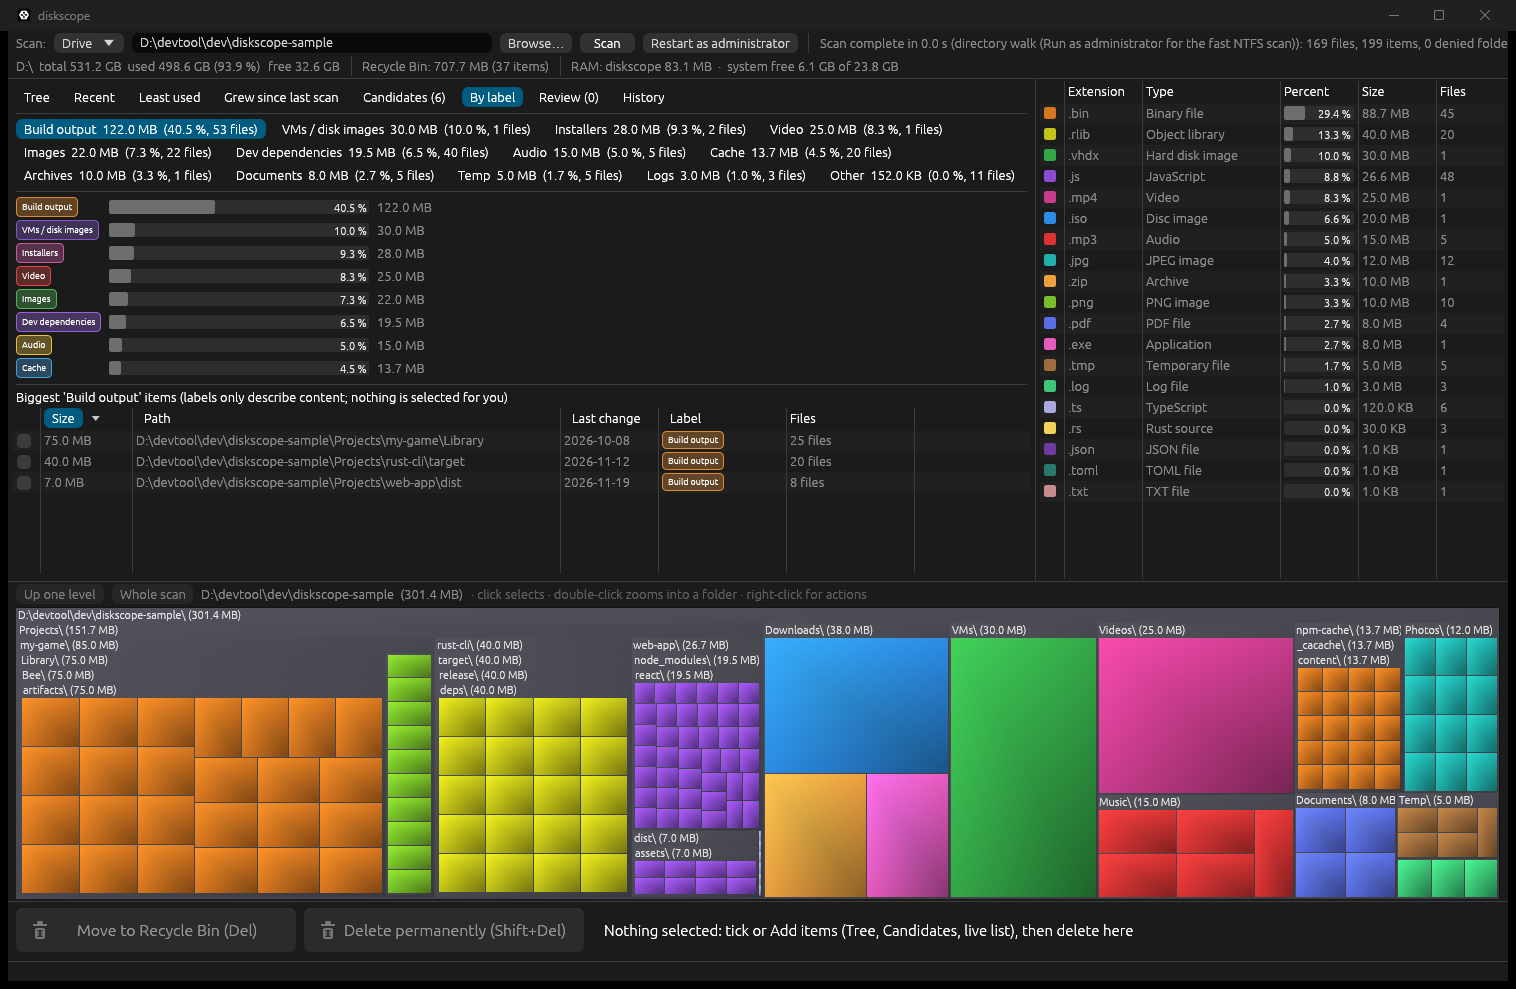 diskscope
Scan: Drive D:\devtool\dev\diskscope-sample Browse... Scan Restart as administrator Scan complete in 0.0 s (directory walk (Run as administrator for the fast NTFS scan)): 169 files, 199 items, 0 denied folde
D:\ total 531.2 GB used 498.6 GB (93.9 %) free 32.6 GB Recycle Bin: 707.7 MB (37 items) RAM: diskscope 83.1 MB · system free 6.1 GB of 23.8 GB
Tree Recent Least used Grew since last scan Candidates (6) By label Review (0) History
Build output 122.0 MB (40.5 %, 53 files) VMs / disk images 30.0 MB (10.0 %, 1 files) Installers 28.0 MB (9.3 %, 2 files) Video 25.0 MB (8.3 %, 1 files)
Images 22.0 MB (7.3 %, 22 files) Dev dependencies 19.5 MB (6.5 %, 40 files) Audio 15.0 MB (5.0 %, 5 files) Cache 13.7 MB (4.5 %, 20 files)
Archives 10.0 MB (3.3 %, 1 files) Documents 8.0 MB (2.7 %, 5 files) Temp 5.0 MB (1.7 %, 5 files) Logs 3.0 MB (1.0 %, 3 files) Other 152.0 KB (0.0 %, 11 files)
Build output 40.5 % 122.0 MB
VMs / disk images 10.0 % 30.0 MB
Installers 9.3 % 28.0 MB
Video 8.3 % 25.0 MB
Images 7.3 % 22.0 MB
Dev dependencies 6.5 % 19.5 MB
Audio 5.0 % 15.0 MB
Cache 4.5 % 13.7 MB
Biggest 'Build output' items (labels only describe content; nothing is selected for you)
Size Path Last change Label Files
75.0 MB D:\devtool\dev\diskscope-sample\Projects\my-game\Library 2026-10-08 Build output 25 files
40.0 MB D:\devtool\dev\diskscope-sample\Projects\rust-cli\target 2026-11-12 Build output 20 files
7.0 MB D:\devtool\dev\diskscope-sample\Projects\web-app\dist 2026-11-19 Build output 8 files
Extension Type Percent Size Files
.bin Binary file 29.4 % 88.7 MB 45
.rlib Object library 13.3 % 40.0 MB 20
.vhdx Hard disk image 10.0 % 30.0 MB 1
.js JavaScript 8.8 % 26.6 MB 48
.mp4 Video 8.3 % 25.0 MB 1
.iso Disc image 6.6 % 20.0 MB 1
.mp3 Audio 5.0 % 15.0 MB 5
.jpg JPEG image 4.0 % 12.0 MB 12
.zip Archive 3.3 % 10.0 MB 1
.png PNG image 3.3 % 10.0 MB 10
.pdf PDF file 2.7 % 8.0 MB 4
.exe Application 2.7 % 8.0 MB 1
.tmp Temporary file 1.7 % 5.0 MB 5
.log Log file 1.0 % 3.0 MB 3
.ts TypeScript 0.0 % 120.0 KB 6
.rs Rust source 0.0 % 30.0 KB 3
.json JSON file 0.0 % 1.0 KB 1
.toml TOML file 0.0 % 1.0 KB 1
.txt TXT file 0.0 % 1.0 KB 1
Up one level Whole scan D:\devtool\dev\diskscope-sample (301.4 MB) · click selects · double-click zooms into a folder · right-click for actions
D:\devtool\dev\diskscope-sample\ (301.4 MB)
Projects\ (151.7 MB)
my-game\ (85.0 MB)
Library\ (75.0 MB)
Bee\ (75.0 MB)
artifacts\ (75.0 MB)
rust-cli\ (40.0 MB)
target\ (40.0 MB)
release\ (40.0 MB)
deps\ (40.0 MB)
web-app\ (26.7 MB)
node_modules\ (19.5 MB)
react\ (19.5 MB)
dist\ (7.0 MB)
assets\ (7.0 MB)
Downloads\ (38.0 MB)
VMs\ (30.0 MB)
Videos\ (25.0 MB)
Music\ (15.0 MB)
npm-cache\ (13.7 MB)
_cacache\ (13.7 MB)
content\ (13.7 MB)
Photos\ (12.0 MB)
Documents\ (8.0 MB
Temp\ (5.0 MB)
Move to Recycle Bin (Del) Delete permanently (Shift+Del) Nothing selected: tick or Add items (Tree, Candidates, live list), then delete here